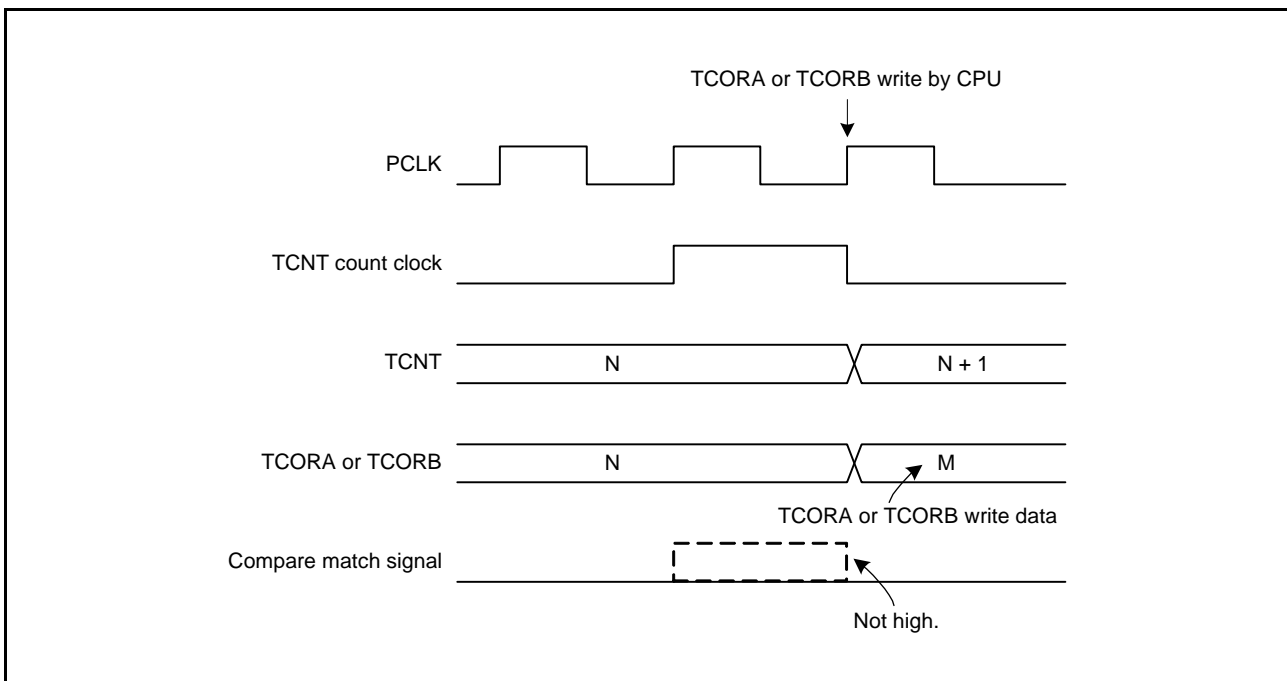 TCORA or TCORB write by CPU
PCLK
TCNT count clock
TCNT
N
N + 1
TCORA or TCORB
N
M
TCORA or TCORB write data
Compare match signal
Not high.